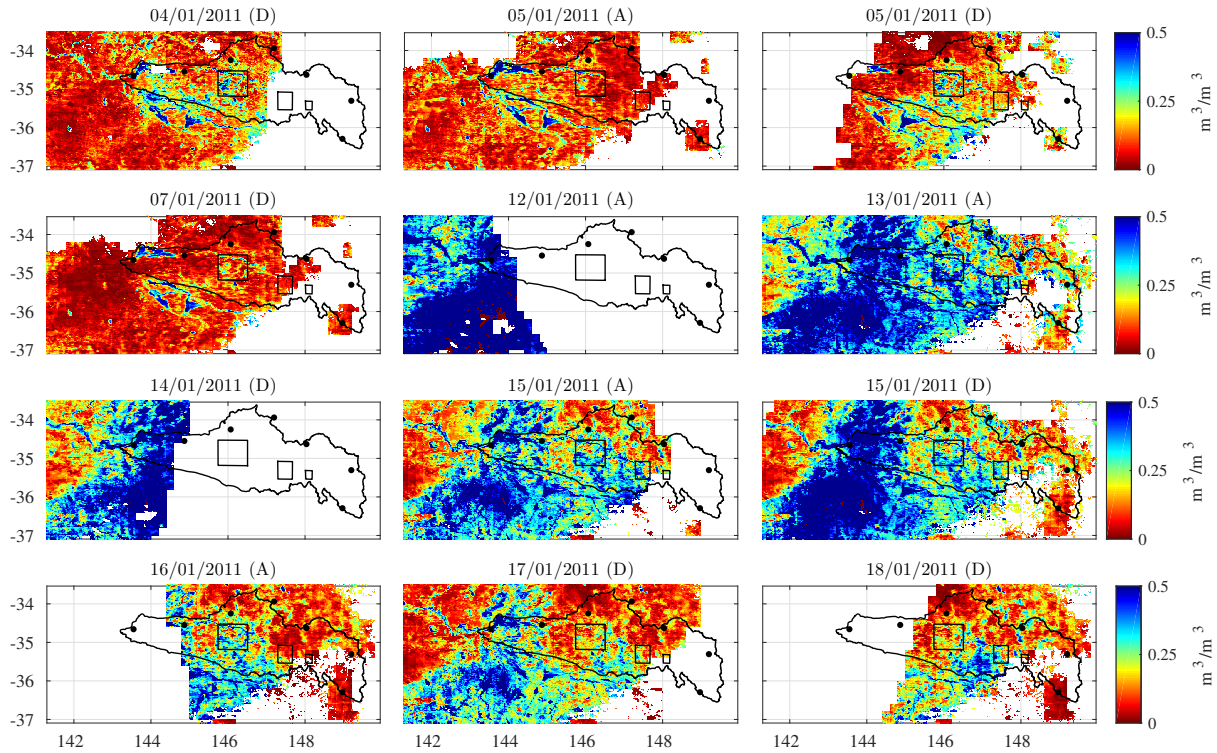 04/01/2011 (D)
05/01/2011 (A)
05/01/2011 (D)
-34
-35
-36
-37
0.5
0.25
0
m³/m³
07/01/2011 (D)
12/01/2011 (A)
13/01/2011 (A)
-34
-35
-36
-37
0.5
0.25
0
m³/m³
14/01/2011 (D)
15/01/2011 (A)
15/01/2011 (D)
-34
-35
-36
-37
0.5
0.25
0
m³/m³
16/01/2011 (A)
17/01/2011 (D)
18/01/2011 (D)
-34
-35
-36
-37
0.5
0.25
0
m³/m³
142 144 146 148
142 144 146 148
142 144 146 148